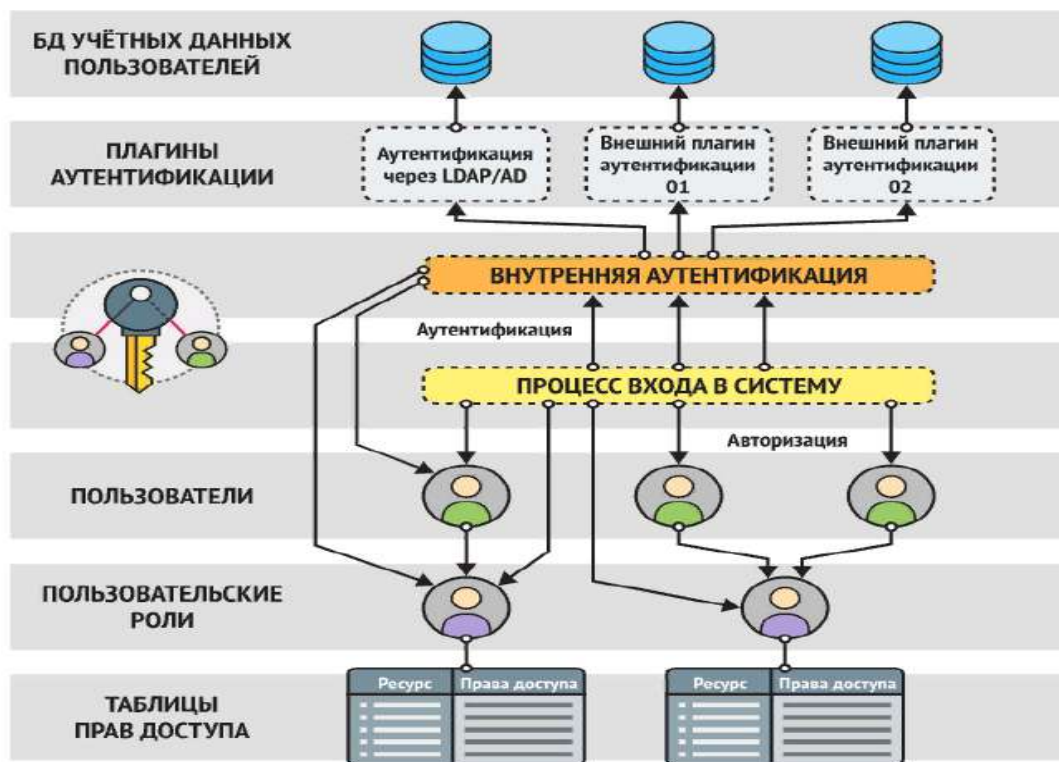 БД УЧЁТНЫХ ДАННЫХ
ПОЛЬЗОВАТЕЛЕЙ
ПЛАГИНЫ
АУТЕНТИФИКАЦИИ
Аутентификация
через LDAP/AD
Внешний плагин
аутентификации
01
Внешний плагин
аутентификации
02
ВНУТРЕННЯЯ АУТЕНТИФИКАЦИЯ
Аутентификация
ПРОЦЕСС ВХОДА В СИСТЕМУ
Авторизация
ПОЛЬЗОВАТЕЛИ
ПОЛЬЗОВАТЕЛЬСКИЕ
РОЛИ
ТАБЛИЦЫ
ПРАВ ДОСТУПА
Ресурс Права доступа
Ресурс Права доступа